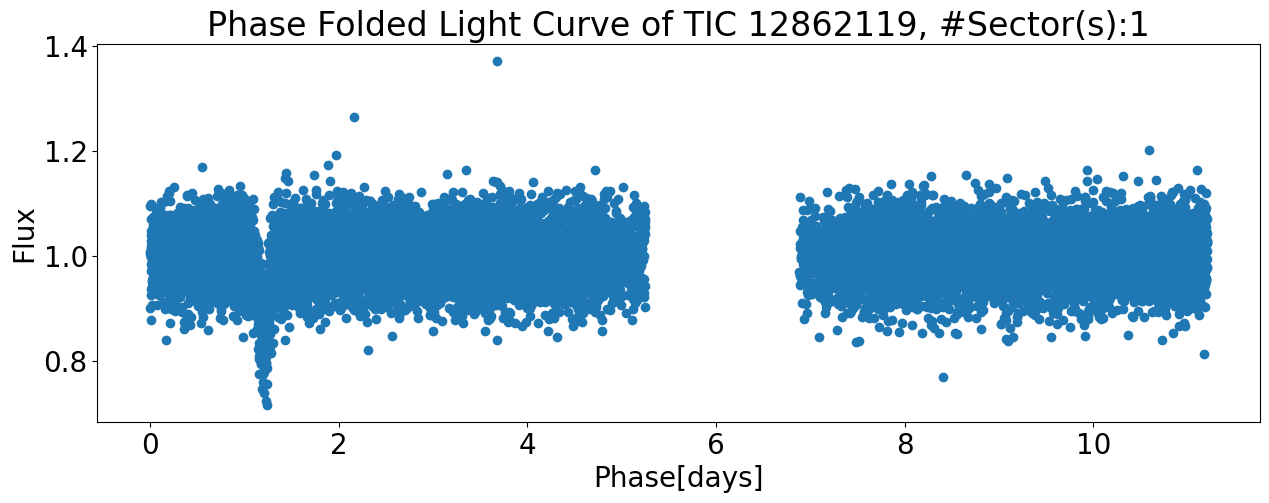 Phase Folded Light Curve of TIC 12862119, #Sector(s):1
1.4
1.2
1.0
0.8
Flux
0 2 4 6 8 10
Phase[days]